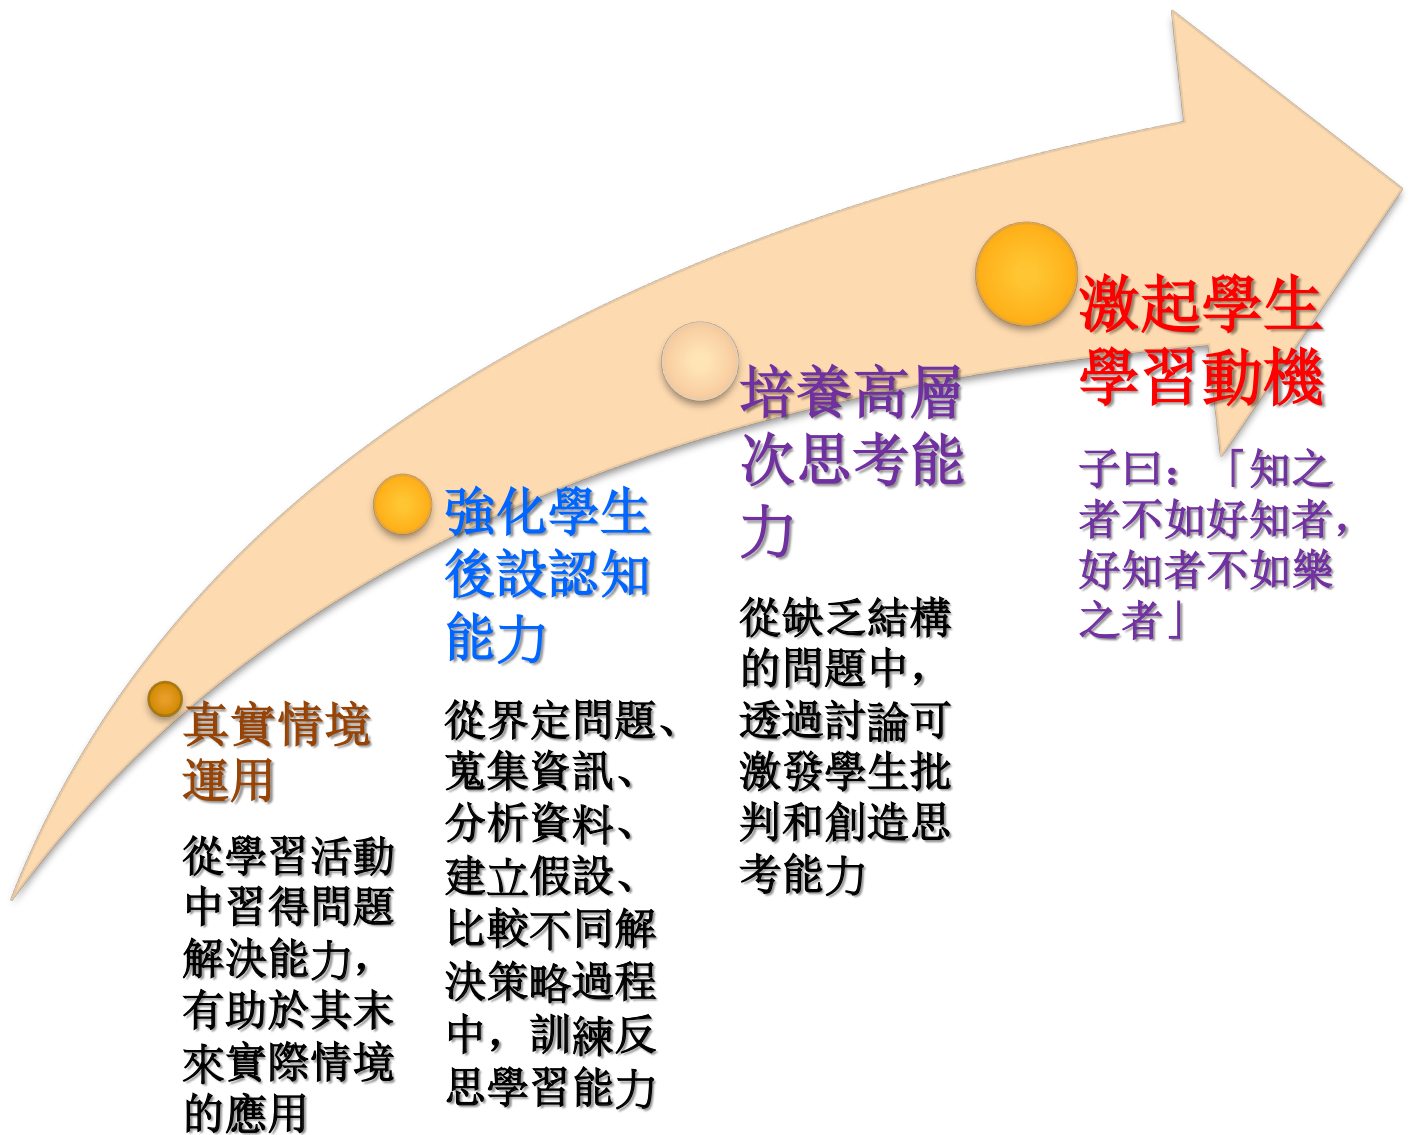 真實情境
運用
從學習活動
中習得問題
解決能力，
有助於其末
來實際情境
的應用
強化學生
後設認知
能力
從界定問題、
蒐集資訊、
分析資料、
建立假設、
比較不同解
決策略過程
中，訓練反
思學習能力
培養高層
次思考能
力
從缺乏結構
的問題中，
透過討論可
激發學生批
判和創造思
考能力
激起學生
學習動機
子曰：「知之
者不如好知者，
好知者不如樂
之者」